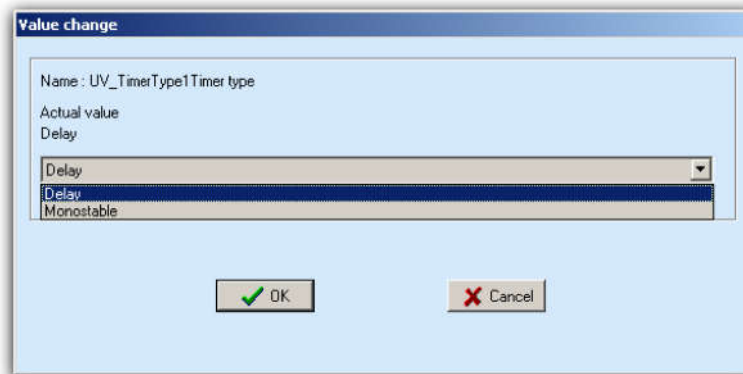 Value change
Name : UV_TimerType1Timer type
Actual value
Delay
Delay
Delay
Monostable
OK
Cancel